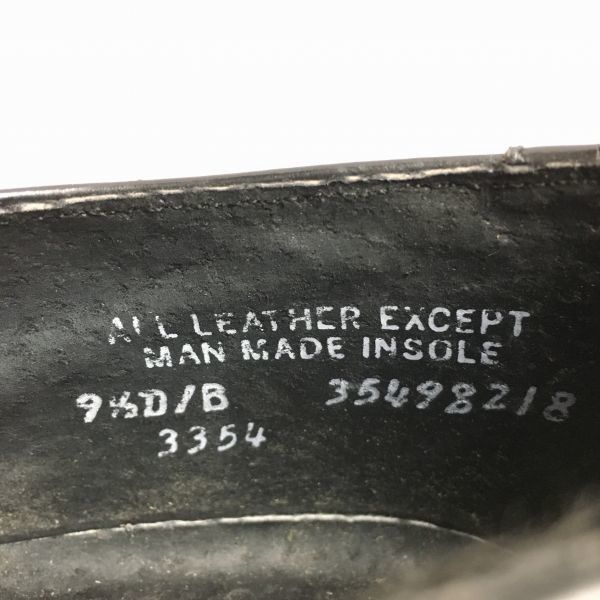 ALL LEATHER EXCEPT
MAN MADE INSOLE
9½D/B 35498218
3354